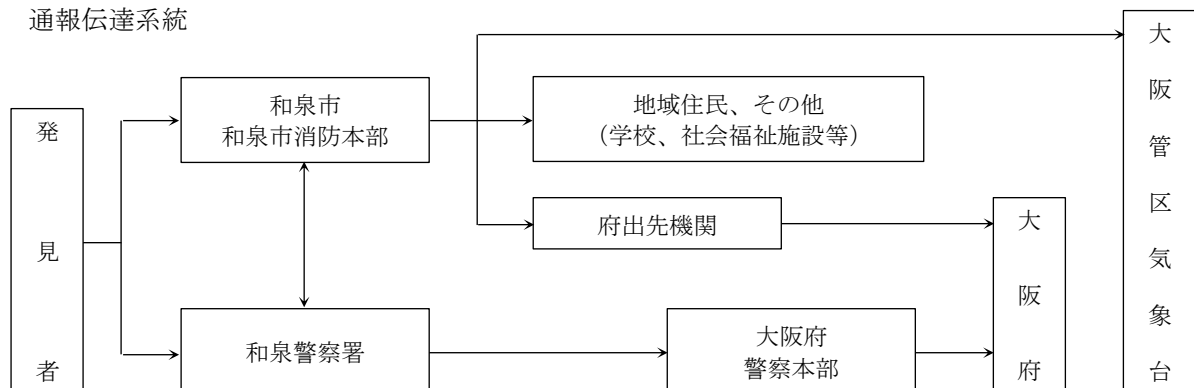 通報伝達系統
発見者
和泉市
和泉市消防本部
和泉警察署
地域住民、その他
（学校、社会福祉施設等）
府出先機関
大阪府
警察本部
大阪府
大阪管区気象台